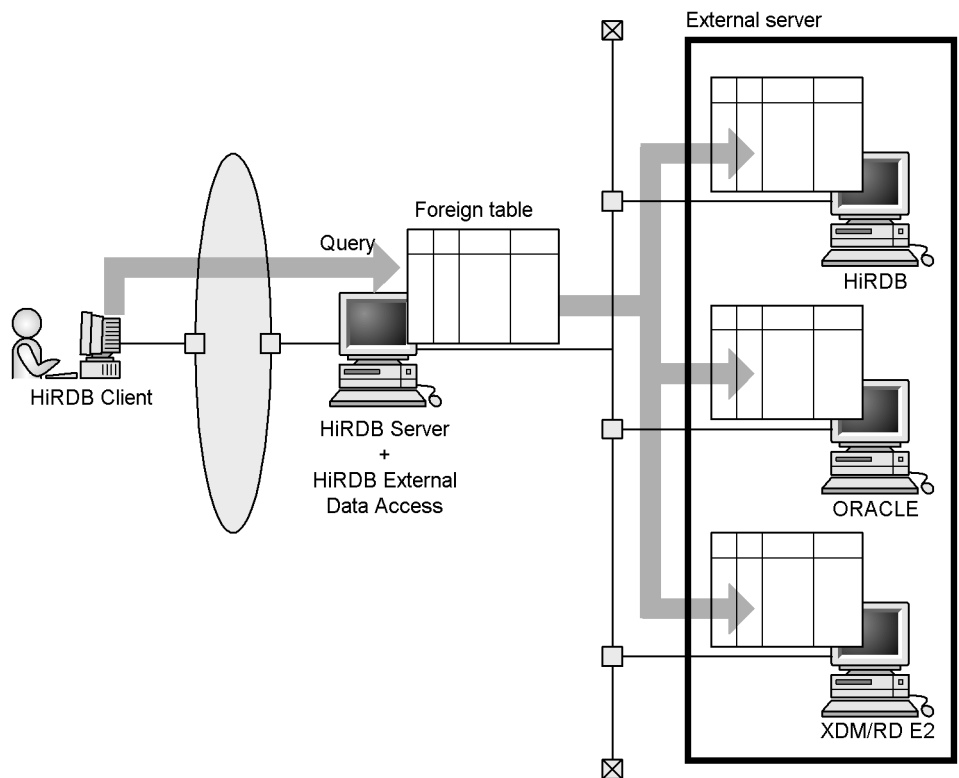 External server
Foreign table
Query
HiRDB
HiRDB Client
HiRDB Server
+
HiRDB External
Data Access
ORACLE
XDM/RD E2